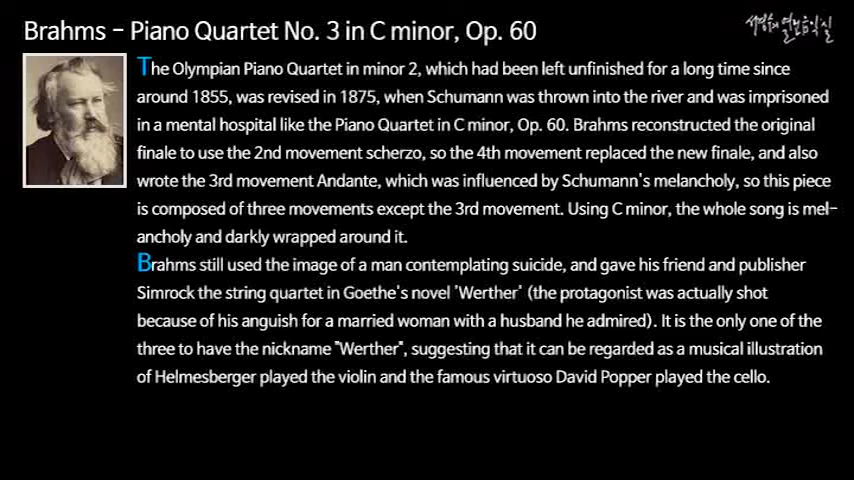 Brahms - Piano Quartet No. 3 in C minor, Op. 60
The Olympian Piano Quartet in minor 2, which had been left unfinished for a long time since
around 1855, was revised in 1875, when Schumann was thrown into the river and was imprisoned
in a mental hospital like the Piano Quartet in C minor, Op. 60. Brahms reconstructed the original
finale to use the 2nd movement scherzo, so the 4th movement replaced the new finale, and also
wrote the 3rd movement Andante, which was influenced by Schumann's melancholy, so this piece
is composed of three movements except the 3rd movement. Using C minor, the whole song is mel-
ancholy and darkly wrapped around it.
Brahms still used the image of a man contemplating suicide, and gave his friend and publisher
Simrock the string quartet in Goethe's novel 'Werther' (the protagonist was actually shot
because of his anguish for a married woman with a husband he admired). It is the only one of the
three to have the nickname "Werther", suggesting that it can be regarded as a musical illustration
of Helmesberger played the violin and the famous virtuoso David Popper played the cello.